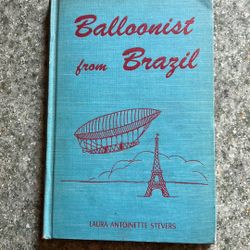 Balloonist
from Brazil
LAURA ANTOINETTE STEVERS